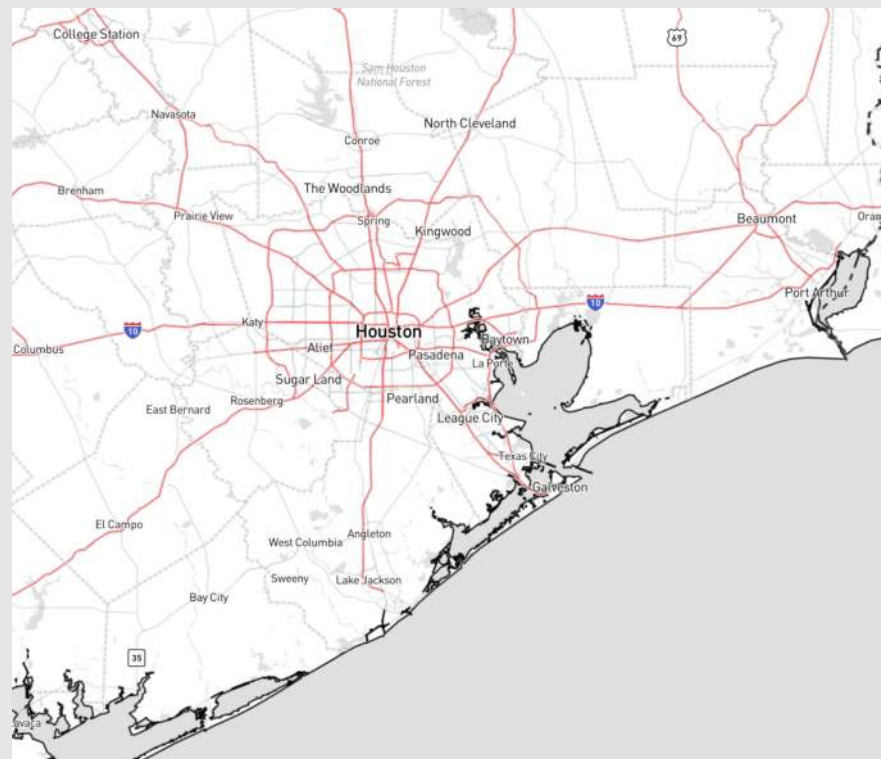 College Station
69
Sam Houston
National Forest
Navasota
North Cleveland
Conroe
The Woodlands
Brenham
Prairie View
Spring
Kingwood
Beaumont
Oran
Port Arthur
10
10
Katy
Houston
Baytown
Columbus
Alief
Pasadena
La Porte
Sugar Land
Rosenberg
Pearland
East Bernard
League City
Texas City
Galveston
El Campo
Angleton
West Columbia
Sweeny
Lake Jackson
Bay City
35
avaca